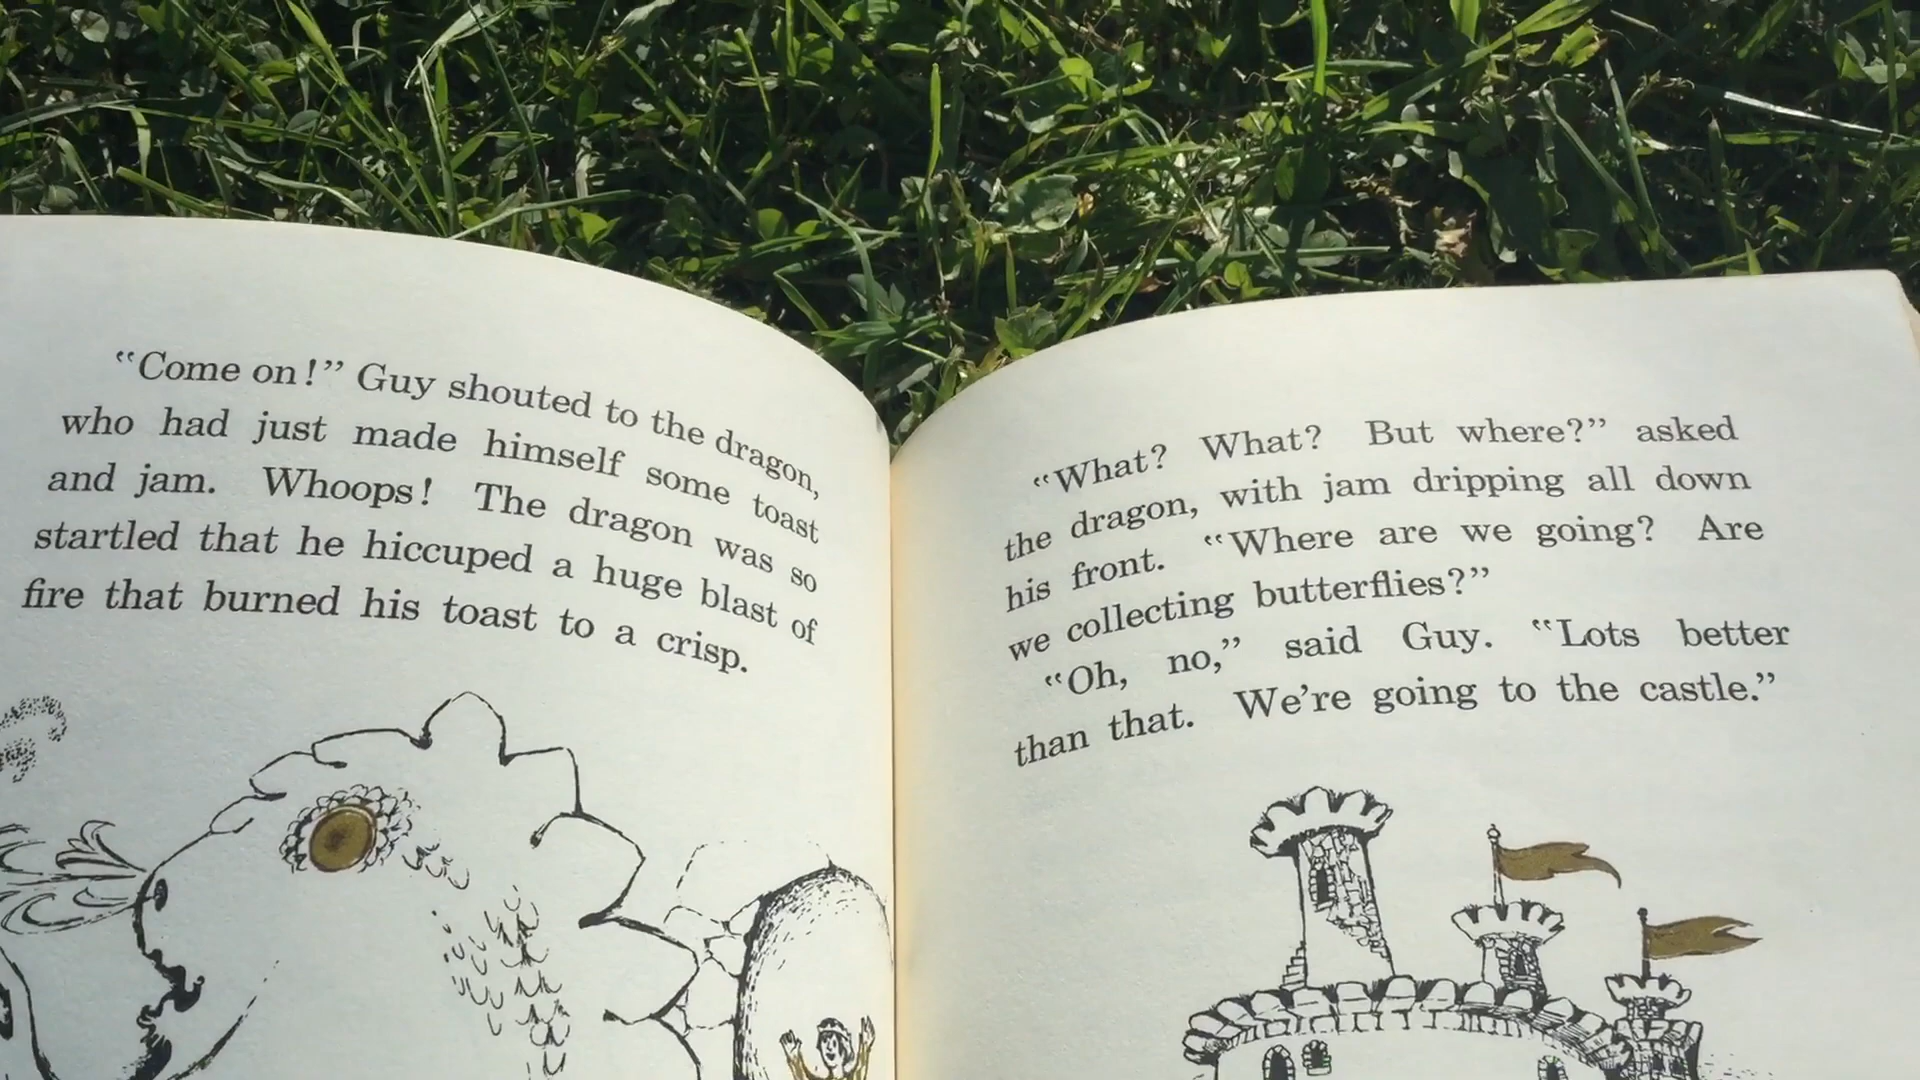 “Come on!” Guy shouted to the dragon,
who had just made himself some toast
and jam. Whoops! The dragon was so
startled that he hiccuped a huge blast of
fire that burned his toast to a crisp.
“What? What? But where?” asked
the dragon, with jam dripping all down
his front. “Where are we going? Are
we collecting butterflies?”
“Oh, no,” said Guy. “Lots better
than that. We’re going to the castle.”